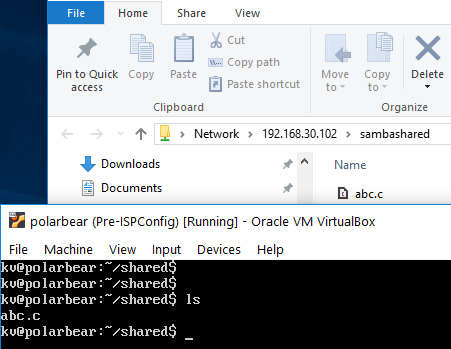 File Home Share View
Cut
Copy path
Paste shortcut
Pin to Quick access
Copy
Paste
Move to
Copy to
Delete
Clipboard
Organize
Network > 192.168.30.102 > sambashared
Downloads
Documents
Name
abc.c
polarbear (Pre-ISPConfig) [Running] - Oracle VM VirtualBox
File Machine View Input Devices Help
kv@polarbear:~/shared$
kv@polarbear:~/shared$
kv@polarbear:~/shared$ ls
abc.c
kv@polarbear:~/shared$ _